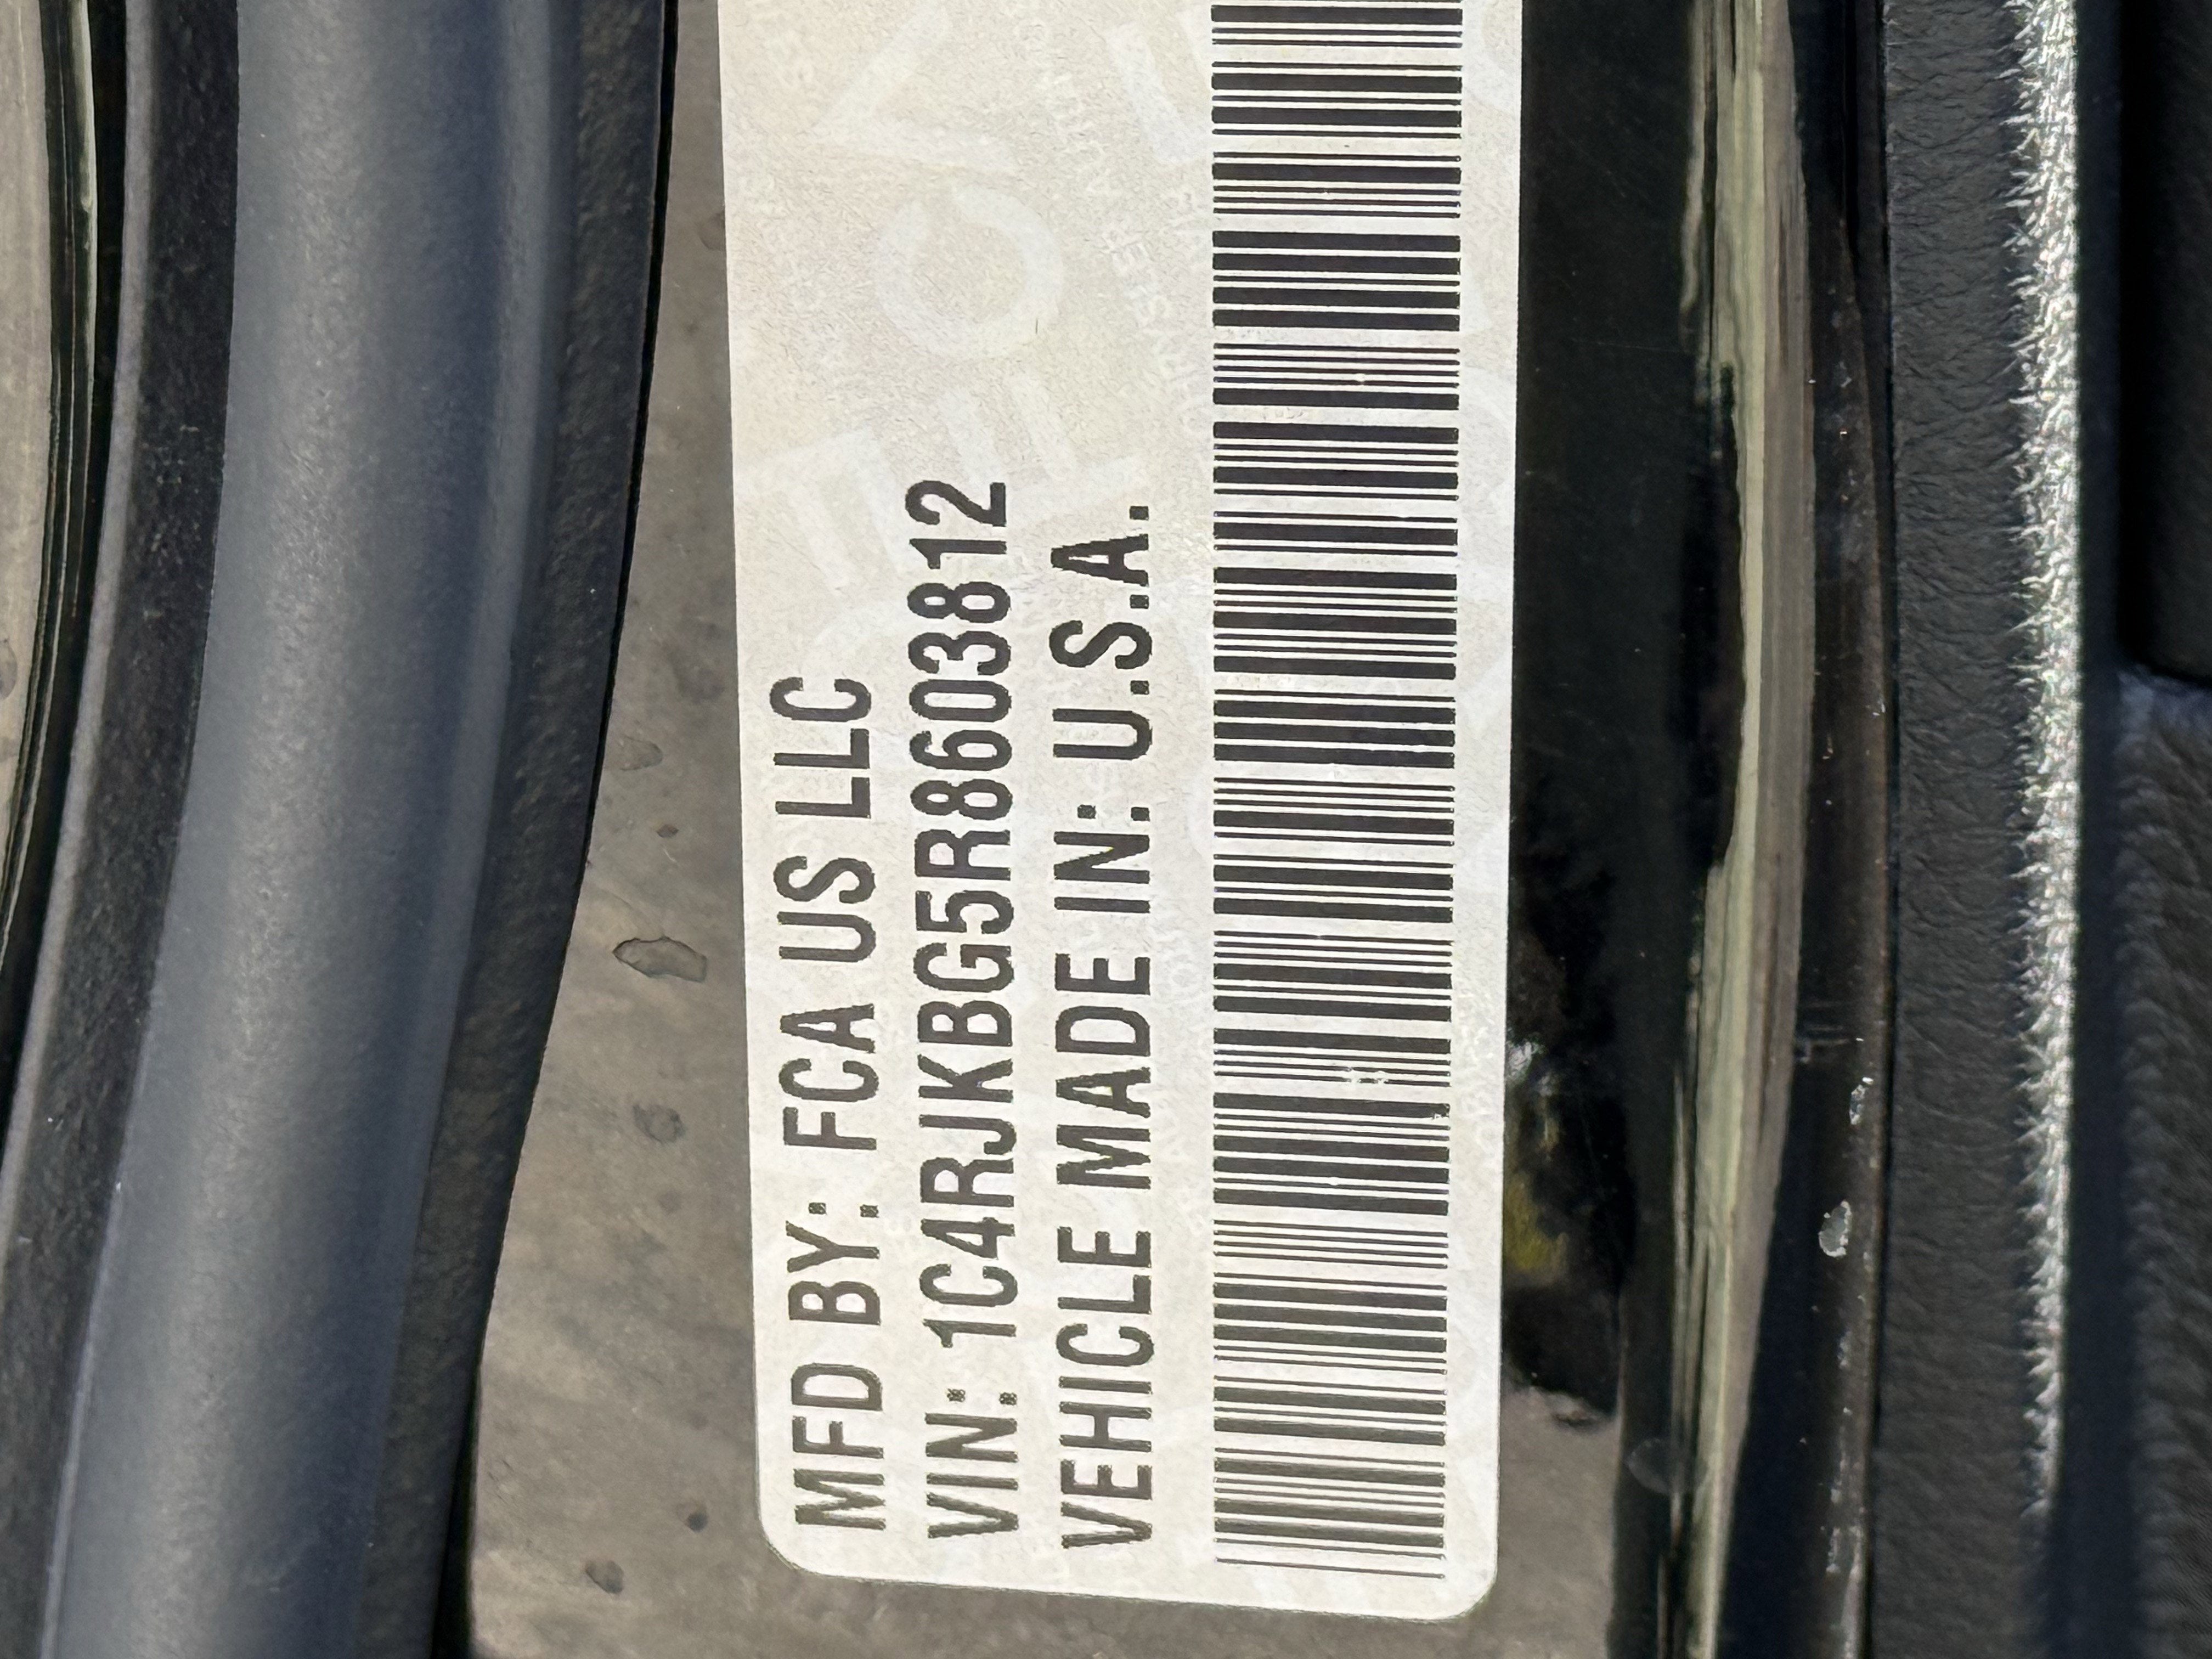 MFD BY: FCA US LLC
VIN: 1C4RJKBG5R8603812
VEHICLE MADE IN: U.S.A.